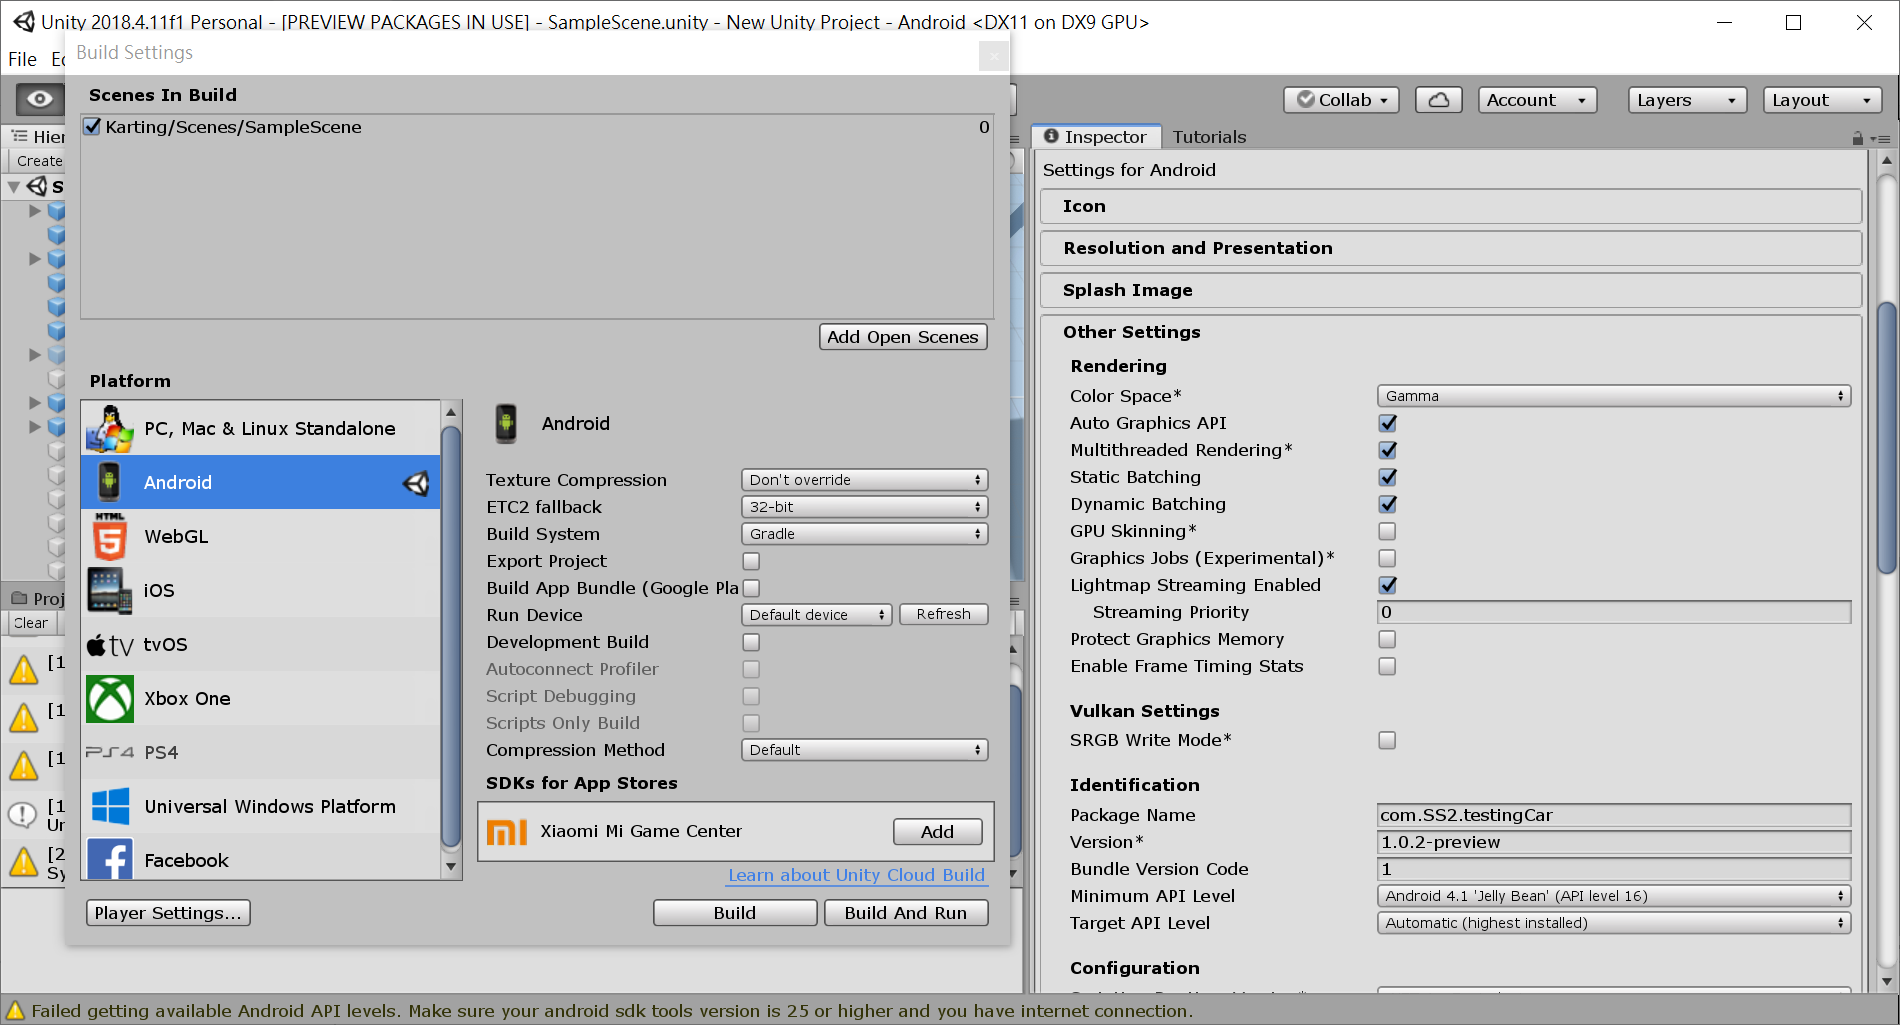 Unity 2018.4.11f1 Personal - [PREVIEW PACKAGES IN USE] - SampleScene.unity - New Unity Project - Android <DX11 on DX9 GPU>
File
Build Settings
Scenes In Build
Karting/Scenes/SampleScene 0
Add Open Scenes
Platform
PC, Mac & Linux Standalone
Android
HTML
5
WebGL
iOS
tv tvOS
Xbox One
PS4 PS4
Universal Windows Platform
Facebook
Player Settings...
Android
Texture Compression Don't override
ETC2 fallback 32-bit
Build System Gradle
Export Project
Build App Bundle (Google Pla
Run Device Default device Refresh
Development Build
Autoconnect Profiler
Script Debugging
Scripts Only Build
Compression Method Default
SDKs for App Stores
Xiaomi Mi Game Center Add
Learn about Unity Cloud Build
Build Build And Run
Hier
Create
S
Proj
Clear
[1
[1
[1
[1
Ur
[2
Sy
Collab Account Layers Layout
Inspector Tutorials
Settings for Android
Icon
Resolution and Presentation
Splash Image
Other Settings
Rendering
Color Space* Gamma
Auto Graphics API
Multithreaded Rendering*
Static Batching
Dynamic Batching
GPU Skinning*
Graphics Jobs (Experimental)*
Lightmap Streaming Enabled
Streaming Priority 0
Protect Graphics Memory
Enable Frame Timing Stats
Vulkan Settings
SRGB Write Mode*
Identification
Package Name com.SS2.testingCar
Version* 1.0.2-preview
Bundle Version Code 1
Minimum API Level Android 4.1 'Jelly Bean' (API level 16)
Target API Level Automatic (highest installed)
Configuration
Failed getting available Android API levels. Make sure your android sdk tools version is 25 or higher and you have internet connection.